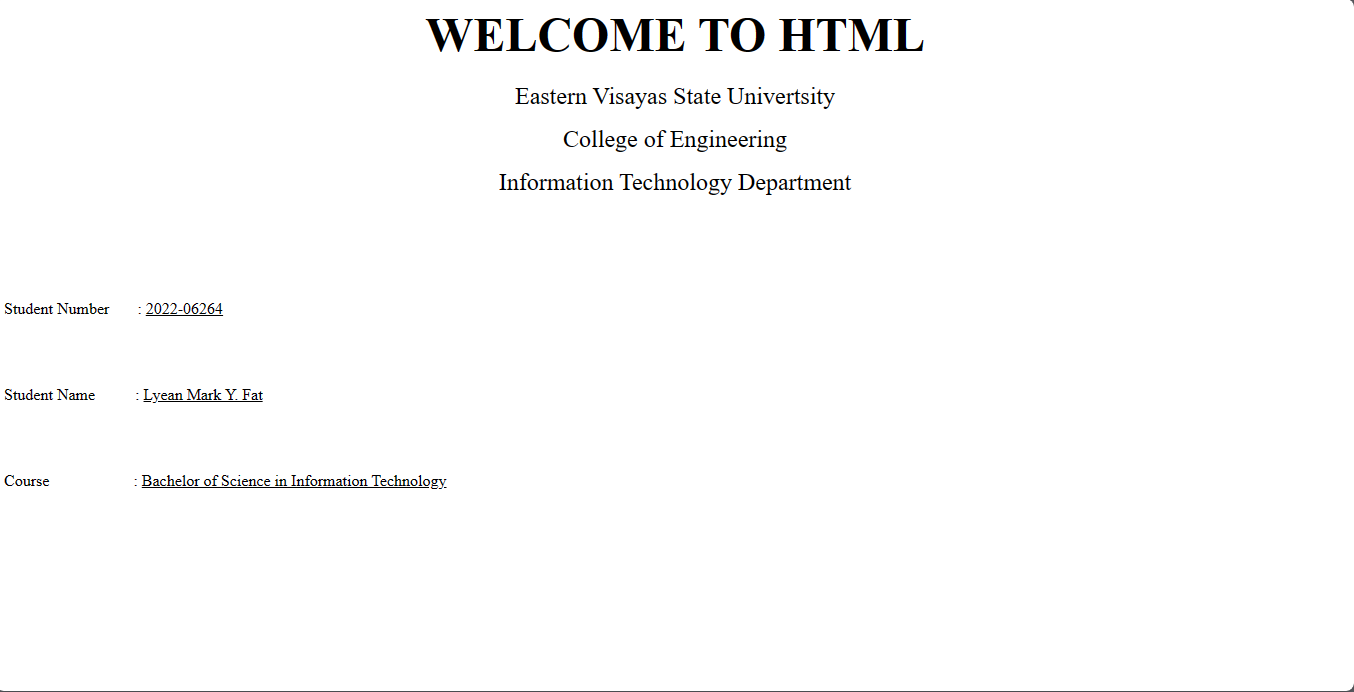 WELCOME TO HTML
Eastern Visayas State Univertsity
College of Engineering
Information Technology Department
Student Number : 2022-06264
Student Name : Lyean Mark Y. Fat
Course : Bachelor of Science in Information Technology